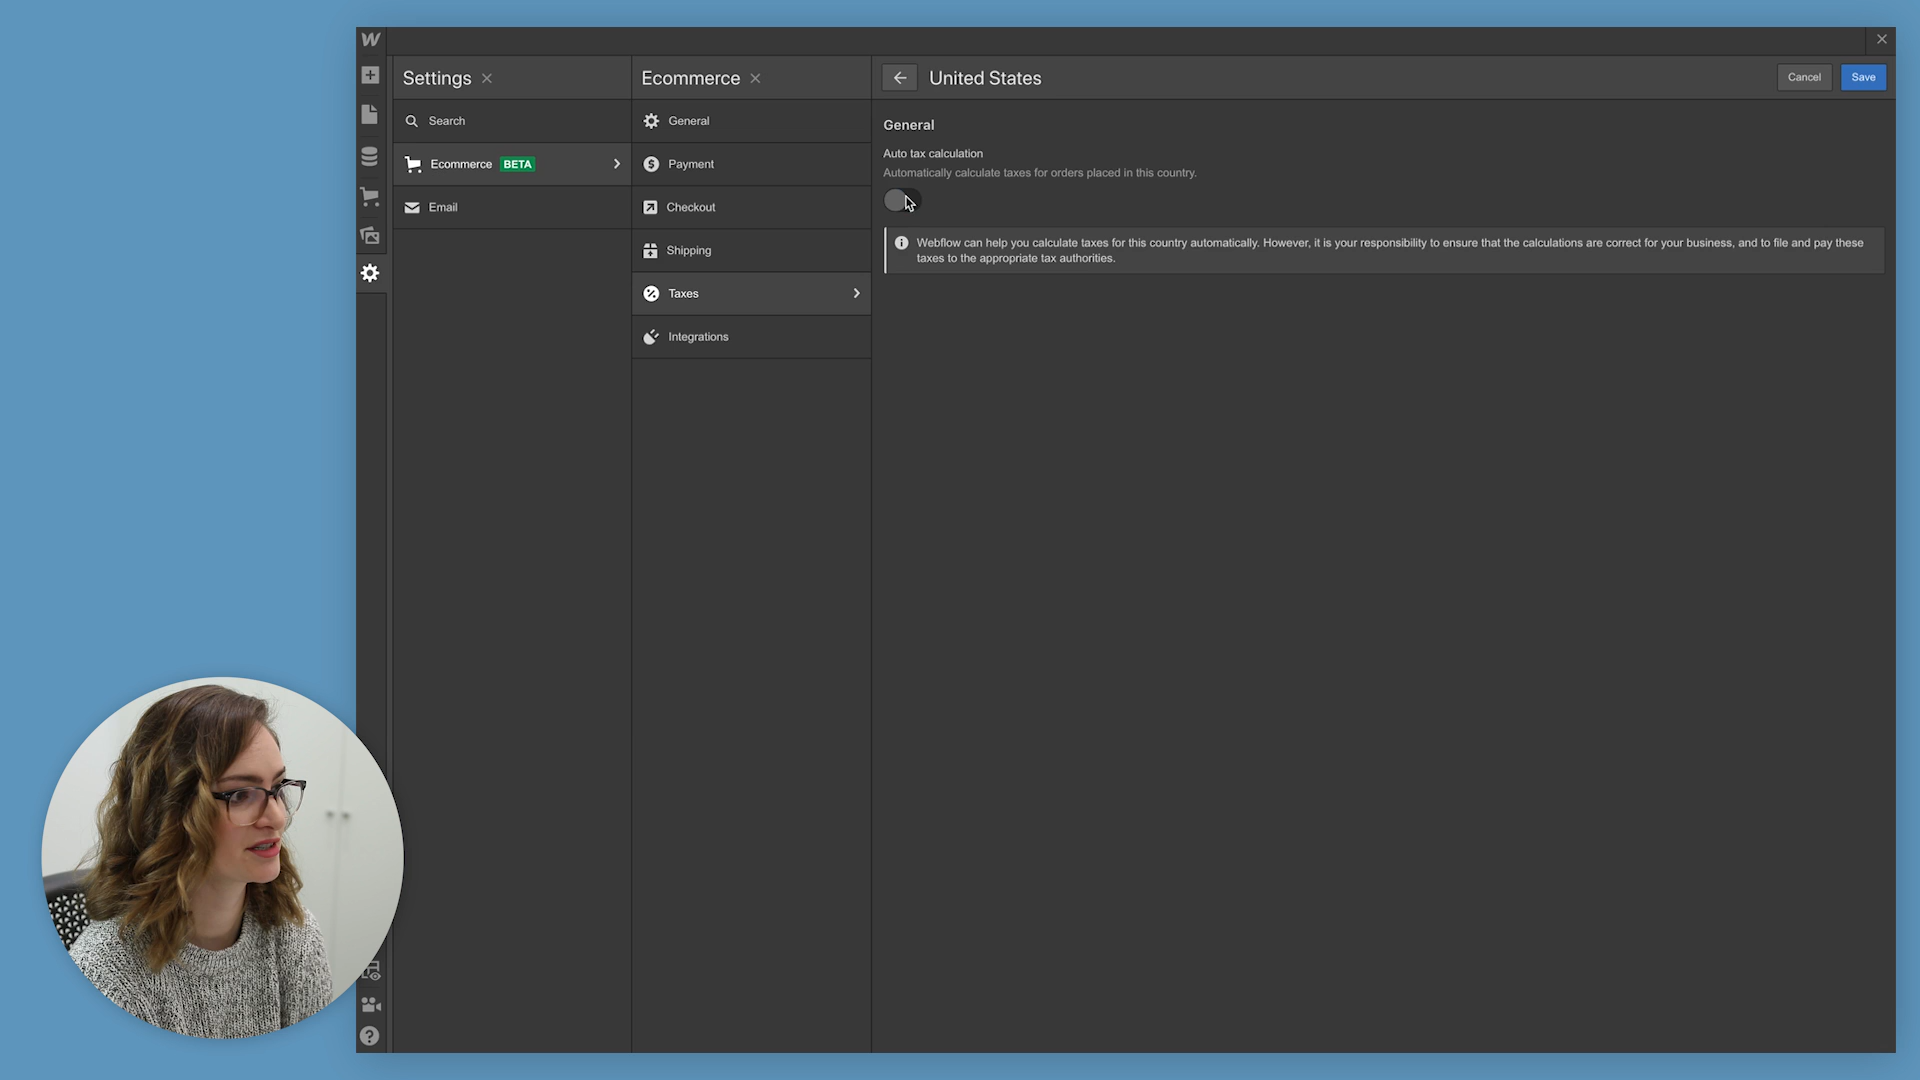 W
Settings
Search
Ecommerce BETA
Email
Ecommerce
General
Payment
Checkout
Shipping
Taxes
Integrations
United States
Cancel
Save
General
Auto tax calculation
Automatically calculate taxes for orders placed in this country.
Webflow can help you calculate taxes for this country automatically. However, it is your responsibility to ensure that the calculations are correct for your business, and to file and pay these
taxes to the appropriate tax authorities.